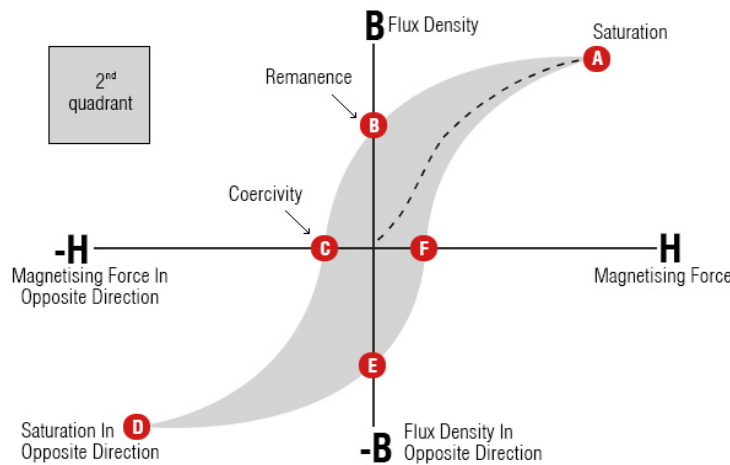 B Flux Density
Saturation
A
2nd
quadrant
Remanence
B
Coercivity
-H
C
F
H
Magnetising Force In
Opposite Direction
Magnetising Force
E
D
Saturation In
Opposite Direction
-B
Flux Density In
Opposite Direction